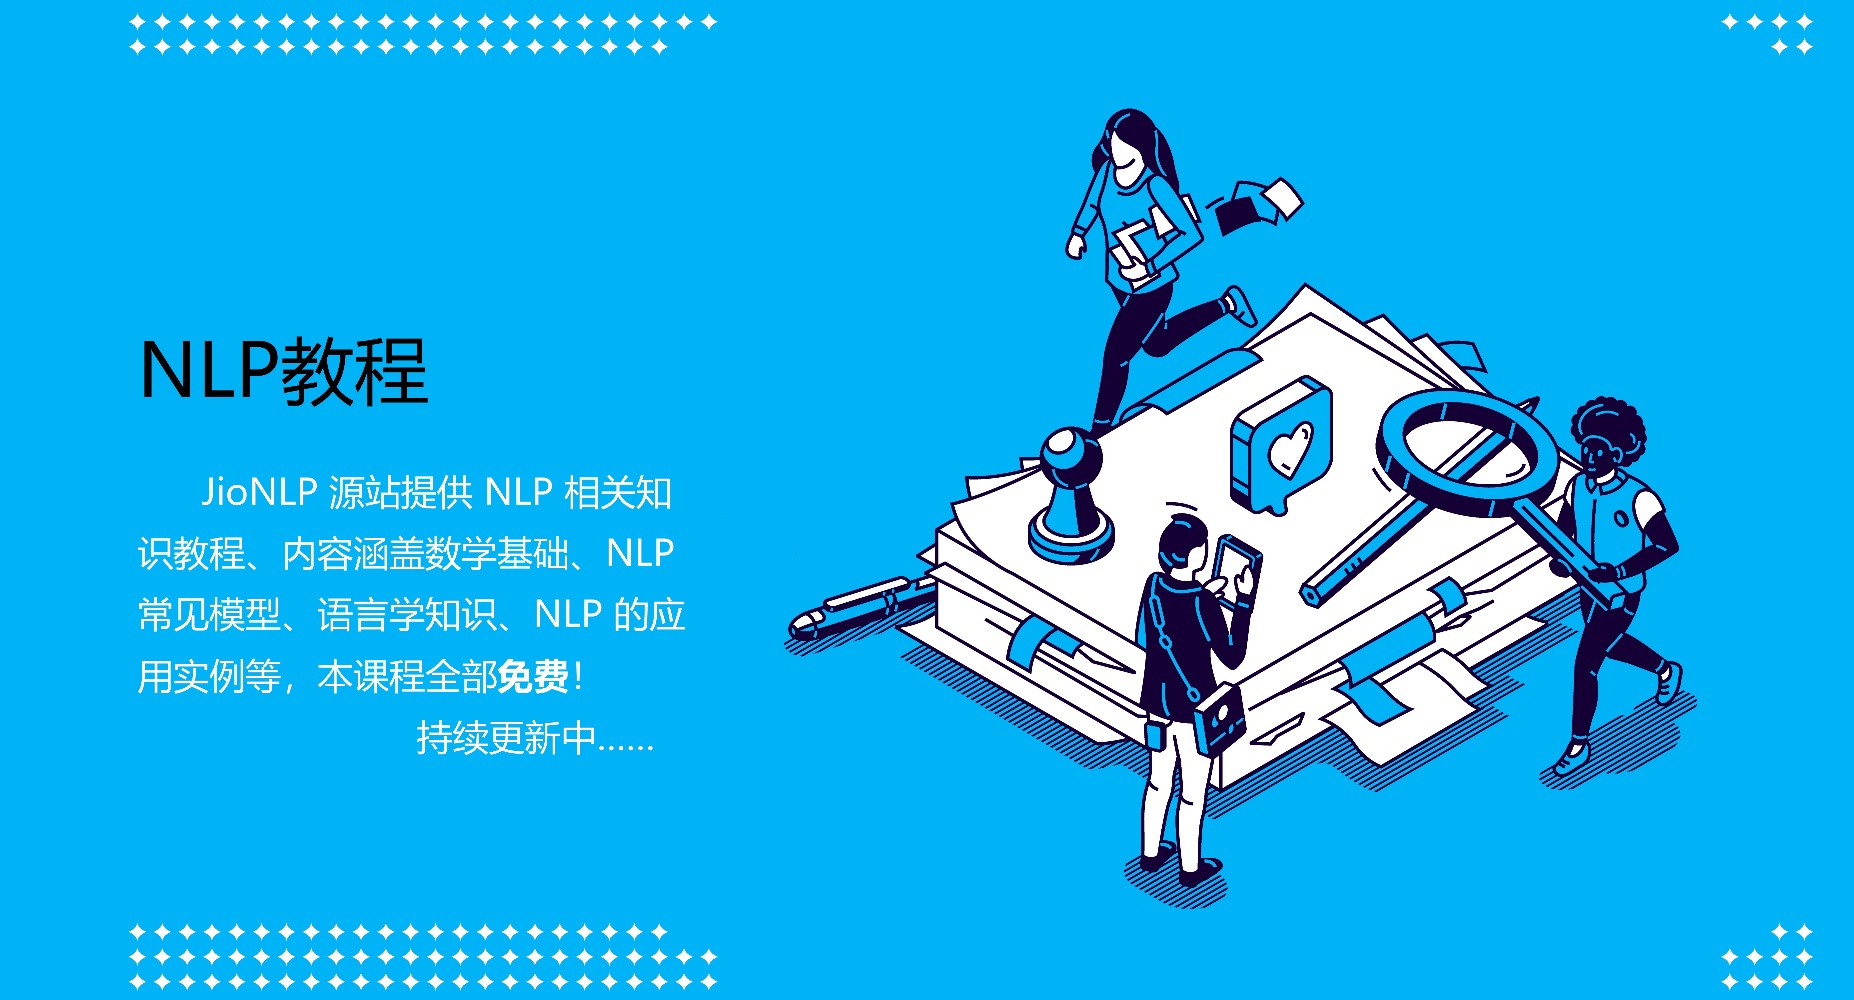 NLP教程
JioNLP 源站提供 NLP 相关知
识教程、内容涵盖数学基础、NLP
常见模型、语言学知识、NLP 的应
用实例等，本课程全部免费！
持续更新中......